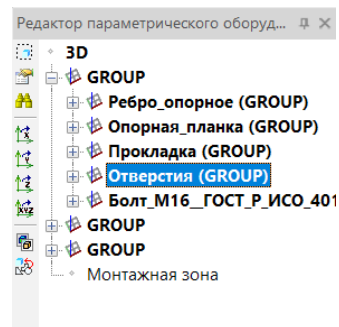 Редактор параметрического оборуд...
3D
GROUP
Ребро_опорное (GROUP)
Опорная_планка (GROUP)
Прокладка (GROUP)
Отверстия (GROUP)
Болт_М16__ГОСТ_Р_ИСО_401
GROUP
GROUP
Монтажная зона